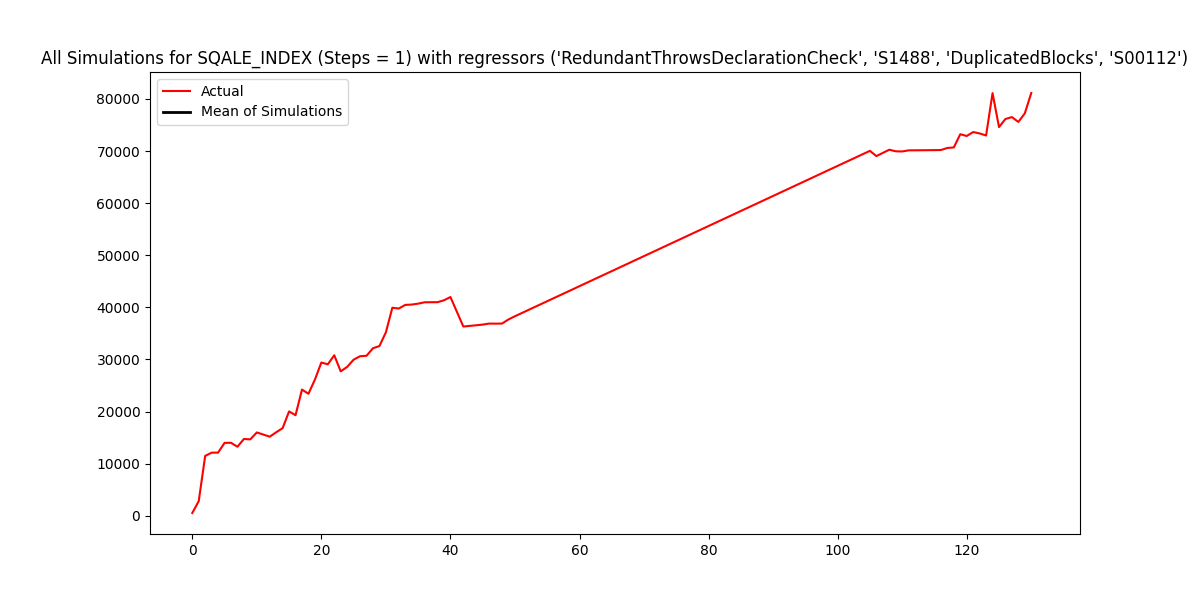 All Simulations for SQALE_INDEX (Steps = 1) with regressors ('RedundantThrowsDeclarationCheck', 'S1488', 'DuplicatedBlocks', 'S00112')
Actual
Mean of Simulations
80000
70000
60000
50000
40000
30000
20000
10000
0
0 20 40 60 80 100 120